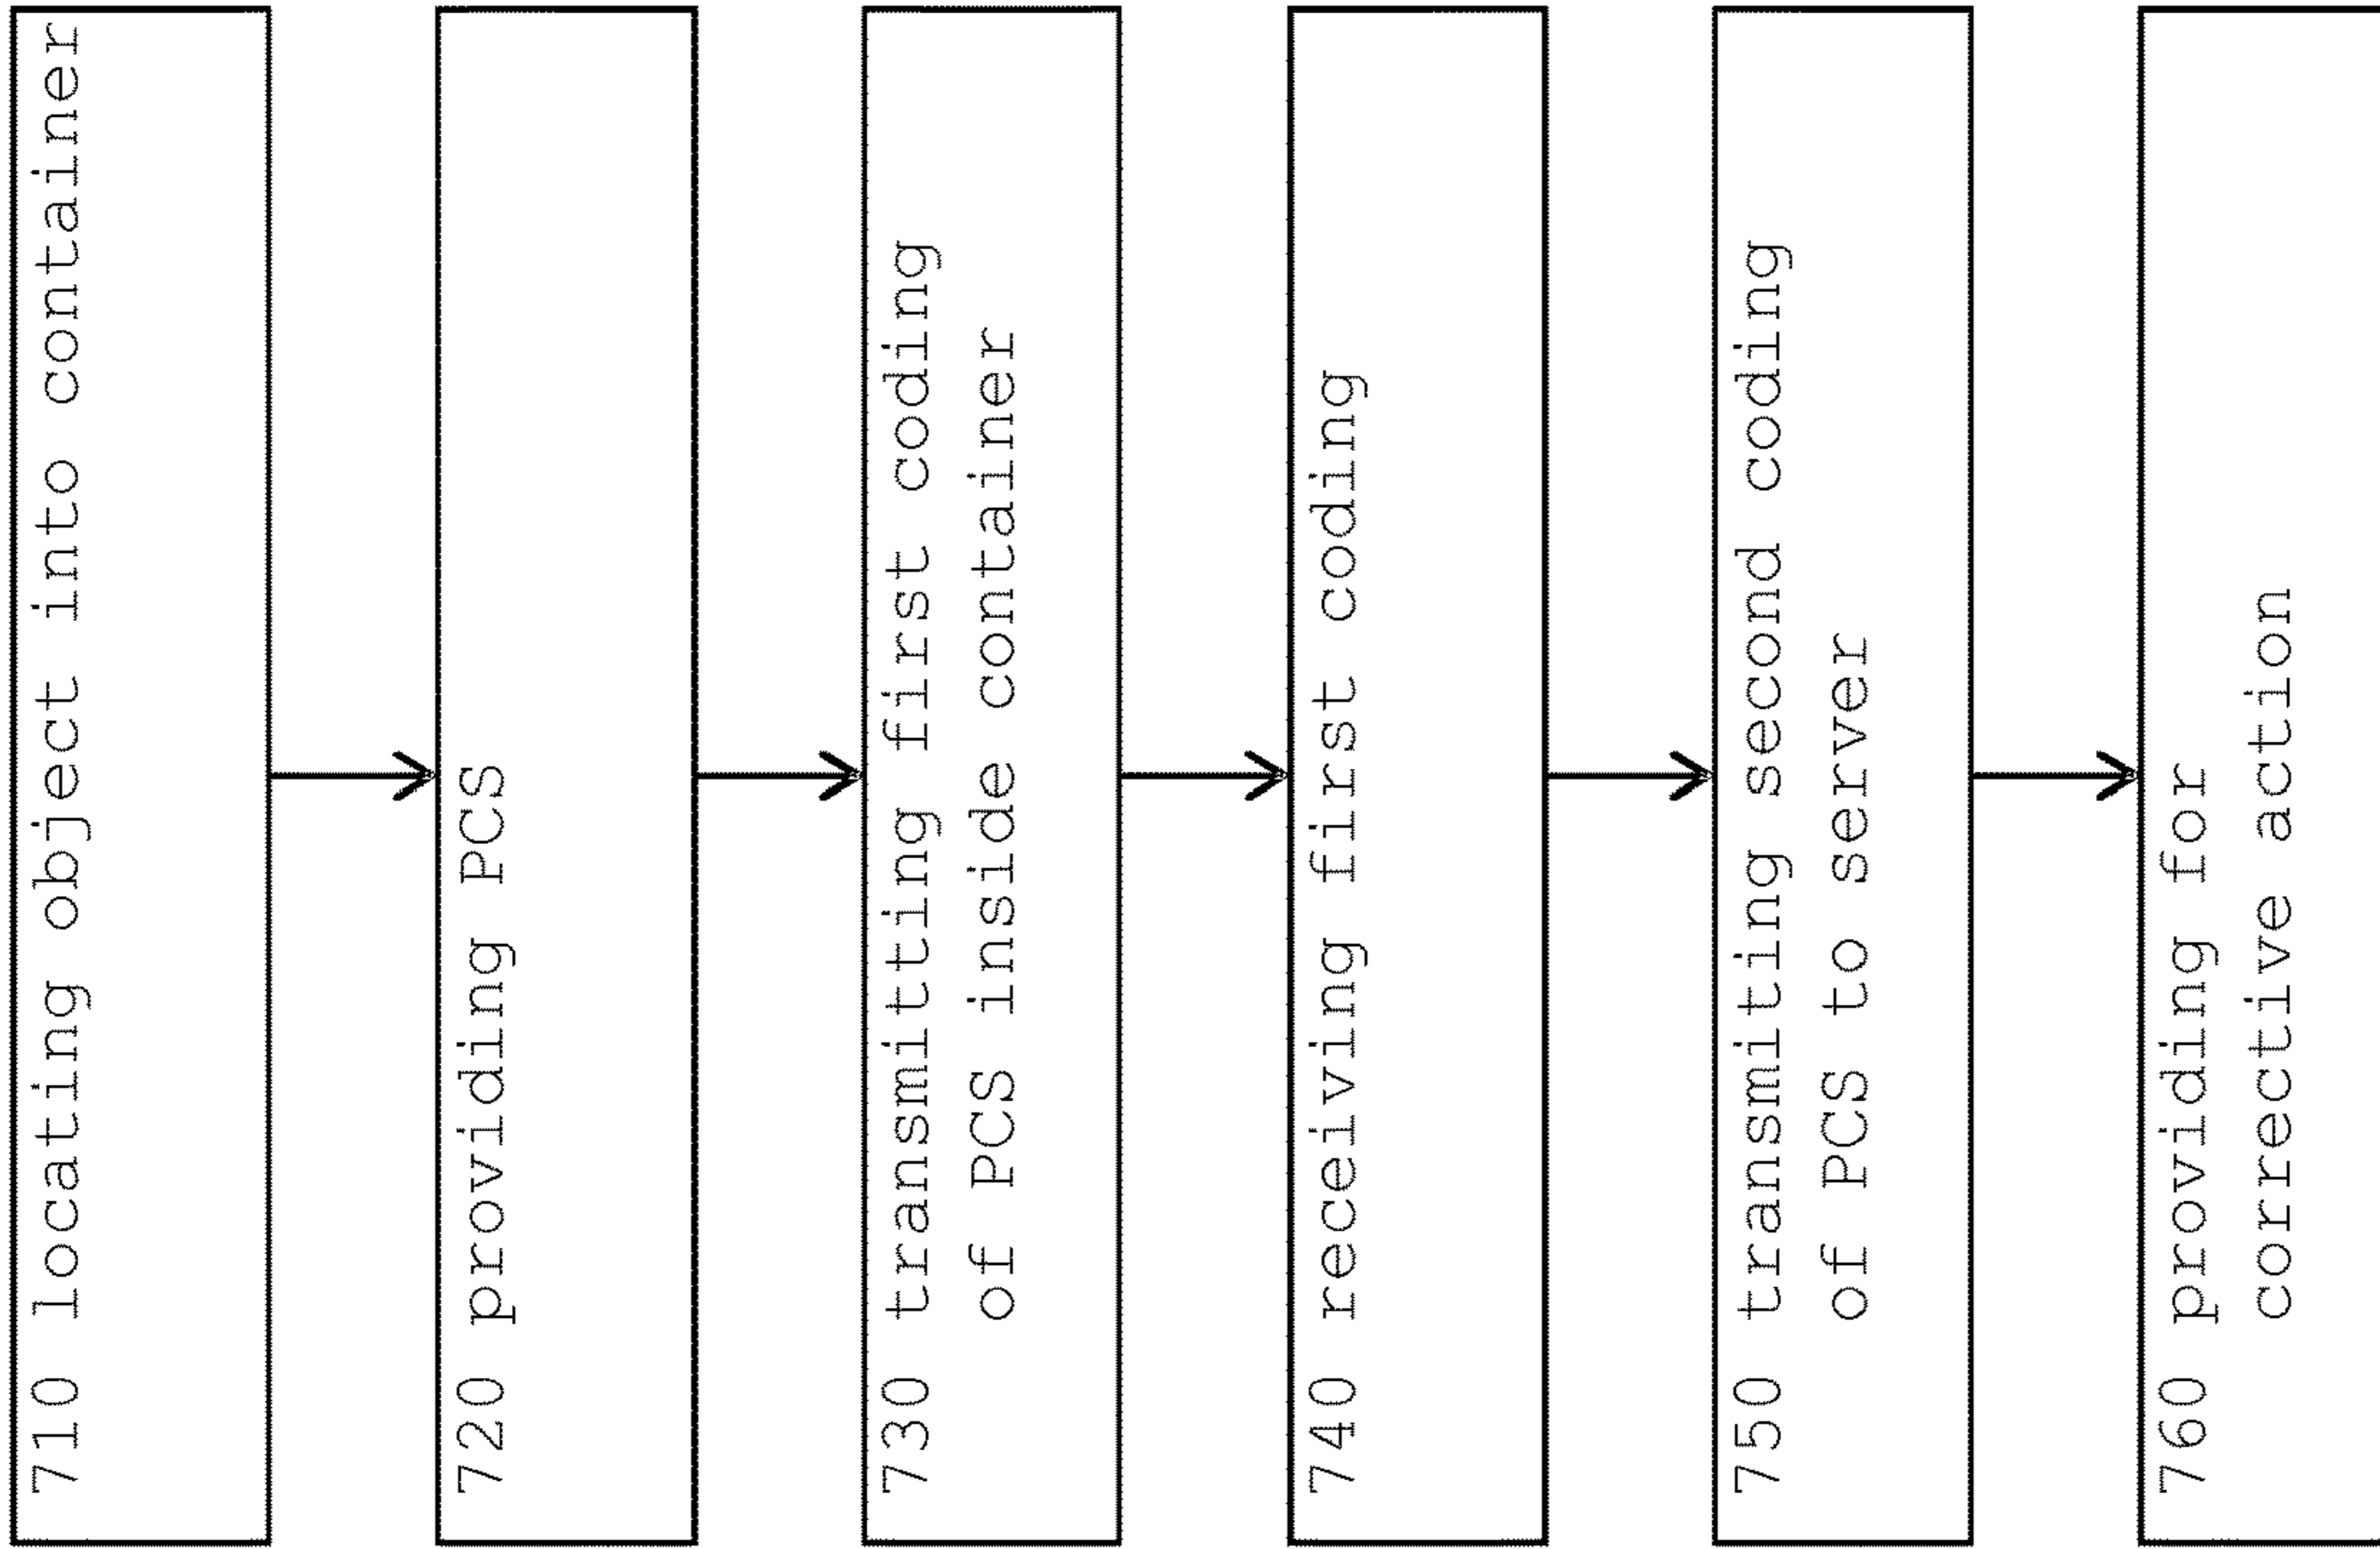 710 locating object into container
720 providing PCS
730 transmitting first coding
of PCS inside container
740 receiving first coding
750 transmiting second coding
of PCS to server
760 providing for
corrective action